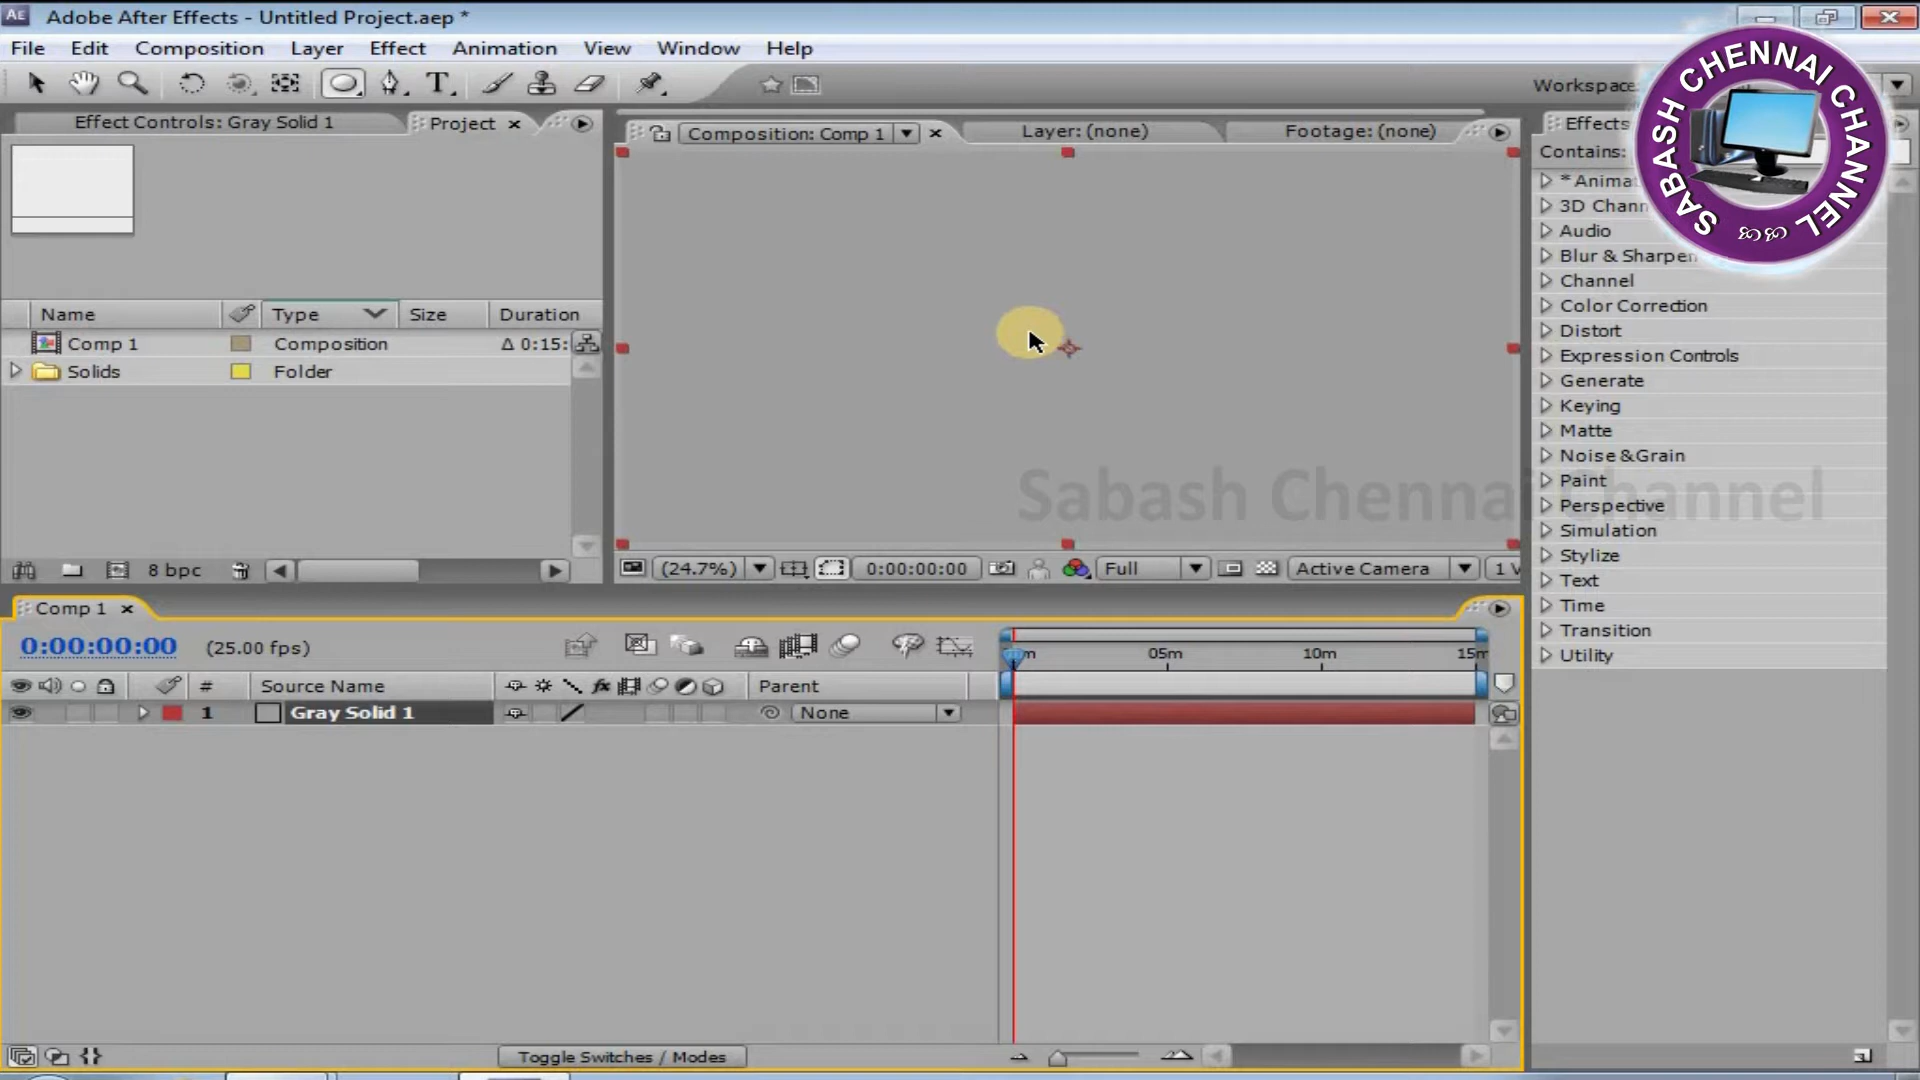 AE Adobe After Effects - Untitled Project.aep *
File Edit Composition Layer Effect Animation View Window Help
T
Workspace:
SABASH CHENNAI CHANNEL
Effect Controls: Gray Solid 1 Project
Composition: Comp 1 Layer: (none) Footage: (none)
Effects
Contains:
* Anima
3D Chann
Audio
Blur & Sharpen
Channel
Color Correction
Distort
Expression Controls
Generate
Keying
Matte
Noise &Grain
Paint
Perspective
Simulation
Stylize
Text
Time
Transition
Utility
Name Type Size Duration
Comp 1 Composition Δ 0:15:
Solids Folder
Sabash Chennai Channel
8 bpc
(24.7%) 0:00:00:00 Full Active Camera 1 V
Comp 1
0:00:00:00 (25.00 fps)
05m 10m 15m
# Source Name Parent
1 Gray Solid 1 None
Toggle Switches / Modes